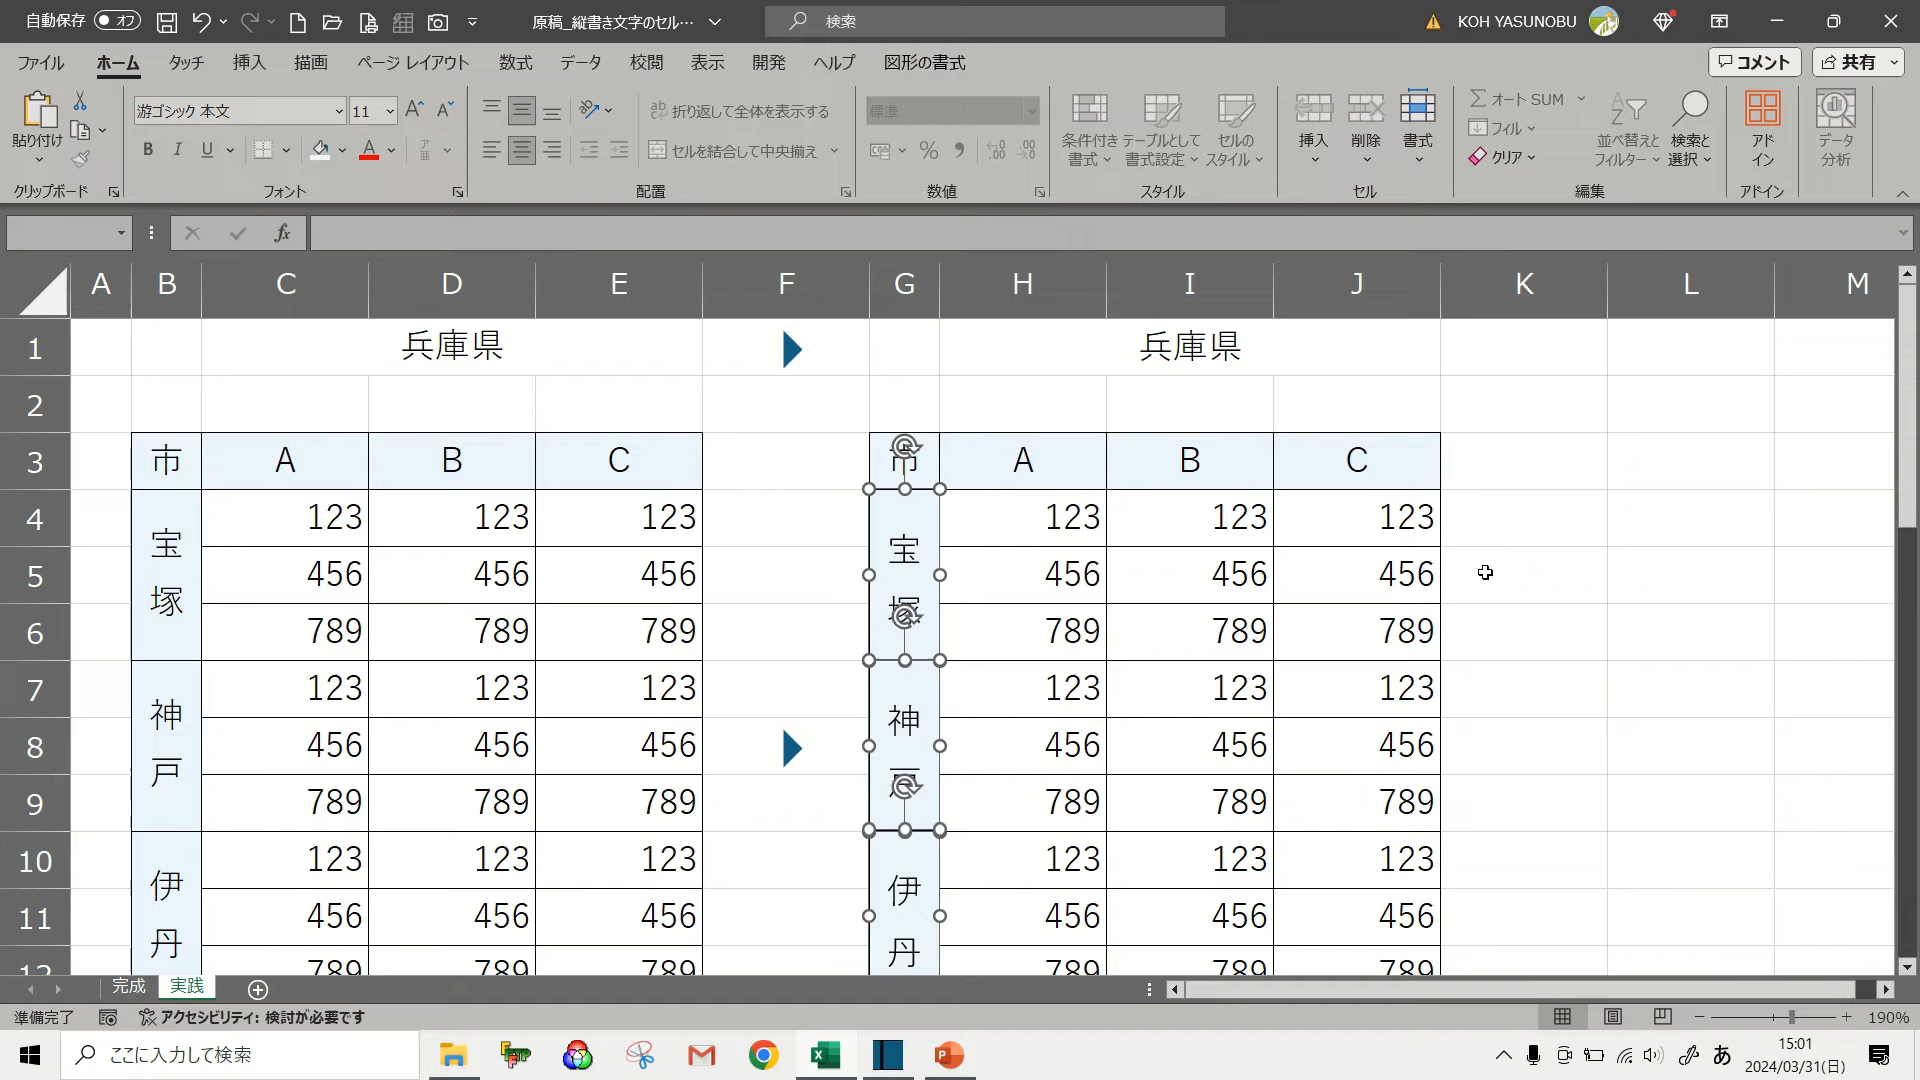 自動保存 オフ 原稿_縦書き文字のセル… 検索 KOH YASUNOBU
ファイル ホーム タッチ 挿入 描画 ページ レイアウト 数式 データ 校閲 表示 開発 ヘルプ 図形の書式 コメント 共有
貼り付け
クリップボード
游ゴシック 本文 11
B I U
フォント
折り返して全体を表示する
セルを結合して中央揃え
配置
標準
数値
条件付き書式 テーブルとして書式設定 セルのスタイル
スタイル
挿入 削除 書式
セル
オート SUM
フィル
クリア
並べ替えとフィルター 検索と選択
編集
アドイン
アドイン
データ分析
fx
A B C D E F G H I J K L M
1 兵庫県 兵庫県
2
3 市 A B C 市 A B C
4 123 123 123 123 123 123
宝塚 宝塚
5 456 456 456 456 456 456
6 789 789 789 789 789 789
7 123 123 123 123 123 123
神戸 神戸
8 456 456 456 456 456 456
9 789 789 789 789 789 789
10 123 123 123 123 123 123
伊丹 伊丹
11 456 456 456 456 456 456
12 789 789 789 789 789 789
完成 実践
準備完了 アクセシビリティ: 検討が必要です 190%
ここに入力して検索
あ
15:01
2024/03/31(日)